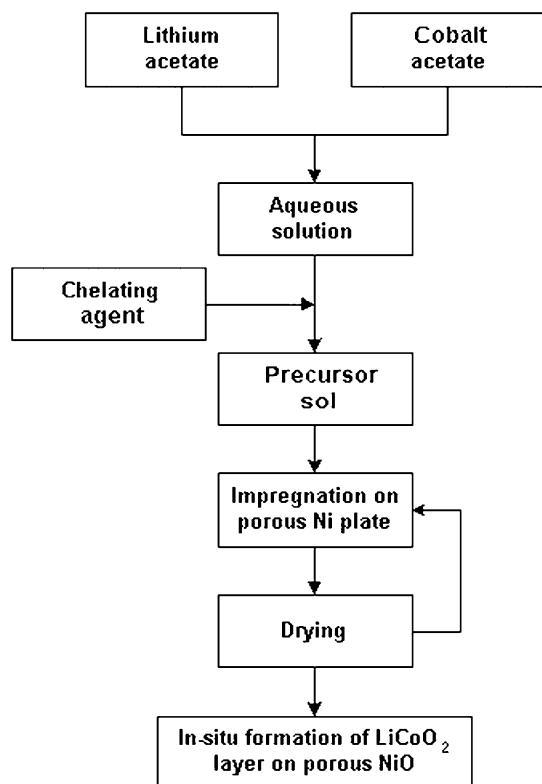 Lithium
acetate
Cobalt
acetate
Aqueous
solution
Chelating
agent
Precursor
sol
Impregnation on
porous Ni plate
Drying
In-situ formation of LiCoO₂
layer on porous NiO